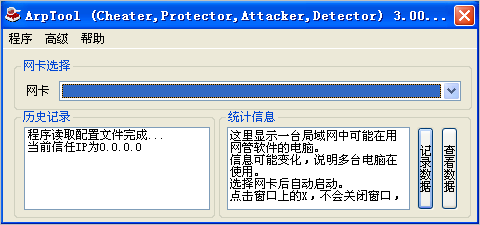 ArpTool (Cheater,Protector,Attacker,Detector) 3.00...
程序 高级 帮助
网卡选择
网卡
历史记录
程序读取配置文件完成...
当前信任IP为0.0.0.0
统计信息
这里显示一台局域网中可能在用
网管软件的电脑。
信息可能变化，说明多台电脑在
使用。
选择网卡后自动启动。
点击窗口上的X，不会关闭窗口，
记录数据
查看数据